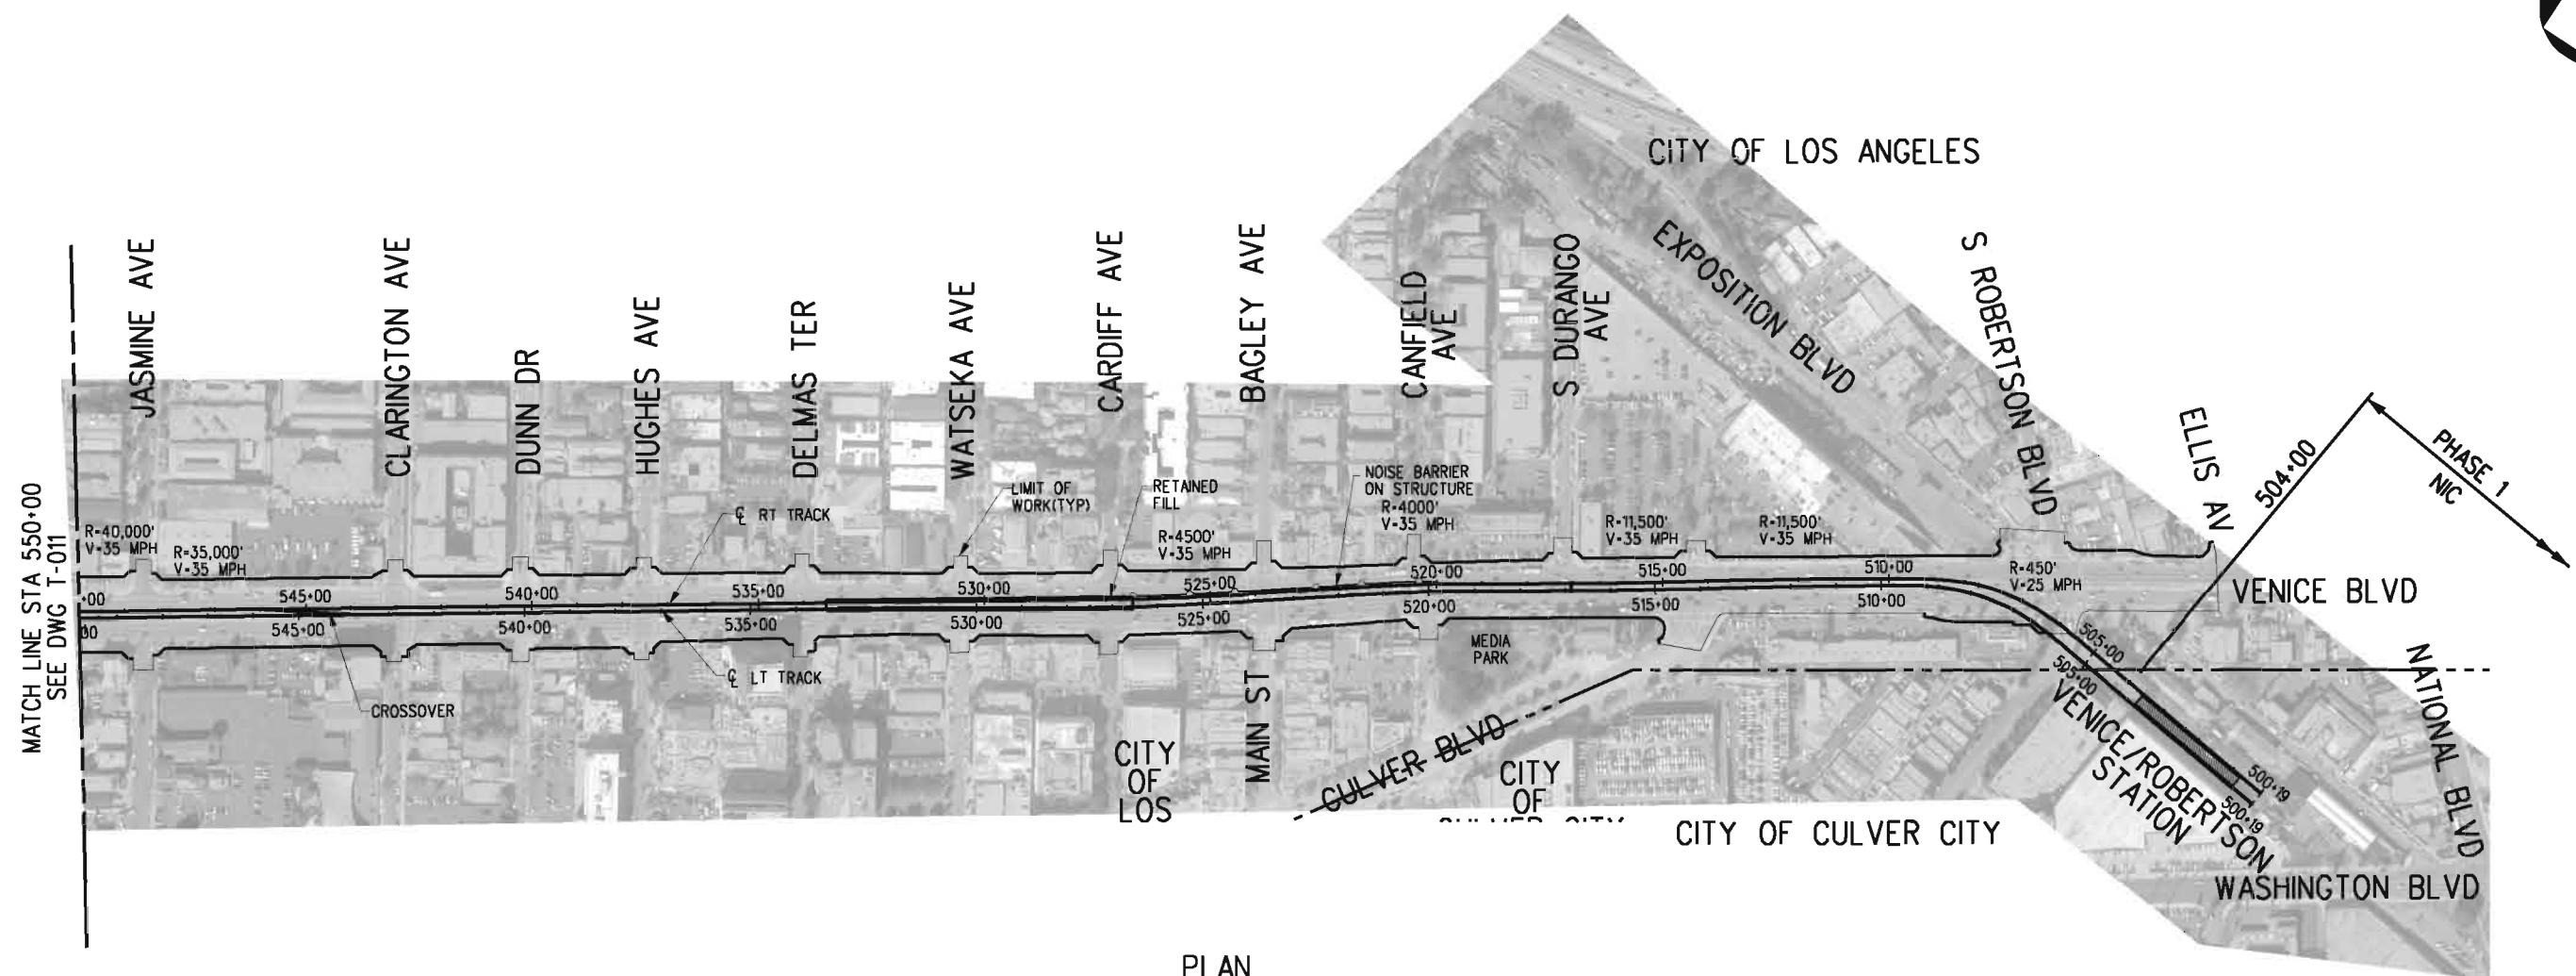 CITY OF LOS ANGELES
EXPOSITION BLVD
S ROBERTSON BLVD
ELLIS AV
504+00
PHASE 1
NIC
JASMINE AVE
CLARINGTON AVE
DUNN DR
HUGHES AVE
DELMAS TER
WATSEKA AVE
CARDIFF AVE
BAGLEY AVE
CANFIELD
AVE
S DURANGO
AVE
MATCH LINE STA 550+00
SEE DWG T-011
R=40,000'
V=35 MPH
R=35,000'
V=35 MPH
℄ RT TRACK
LIMIT OF
WORK(TYP)
RETAINED
FILL
R=4500'
V=35 MPH
NOISE BARRIER
ON STRUCTURE
R=4000'
V=35 MPH
R=11,500'
V=35 MPH
R=11,500'
V=35 MPH
R=450'
V=25 MPH
VENICE BLVD
+00
545+00
540+00
535+00
530+00
525+00
520+00
515+00
510+00
505+00
500+19
545+00
540+00
535+00
530+00
525+00
520+00
515+00
510+00
505+00
500+19
℄ LT TRACK
CROSSOVER
MEDIA
PARK
MAIN ST
CULVER BLVD
CITY
OF
LOS
CITY
OF
CULVER CITY
CITY OF CULVER CITY
VENICE/ROBERTSON
STATION
NATIONAL BLVD
WASHINGTON BLVD
PLAN